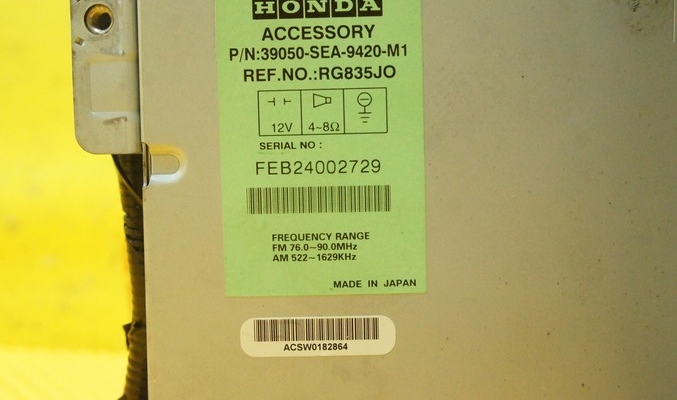 HONDA
ACCESSORY
P/N:39050-SEA-9420-M1
REF.NO.:RG835JO
12V 4~8Ω
SERIAL NO :
FEB24002729
FREQUENCY RANGE
FM 76.0~90.0MHz
AM 522~1629KHz
MADE IN JAPAN
ACSW0182864